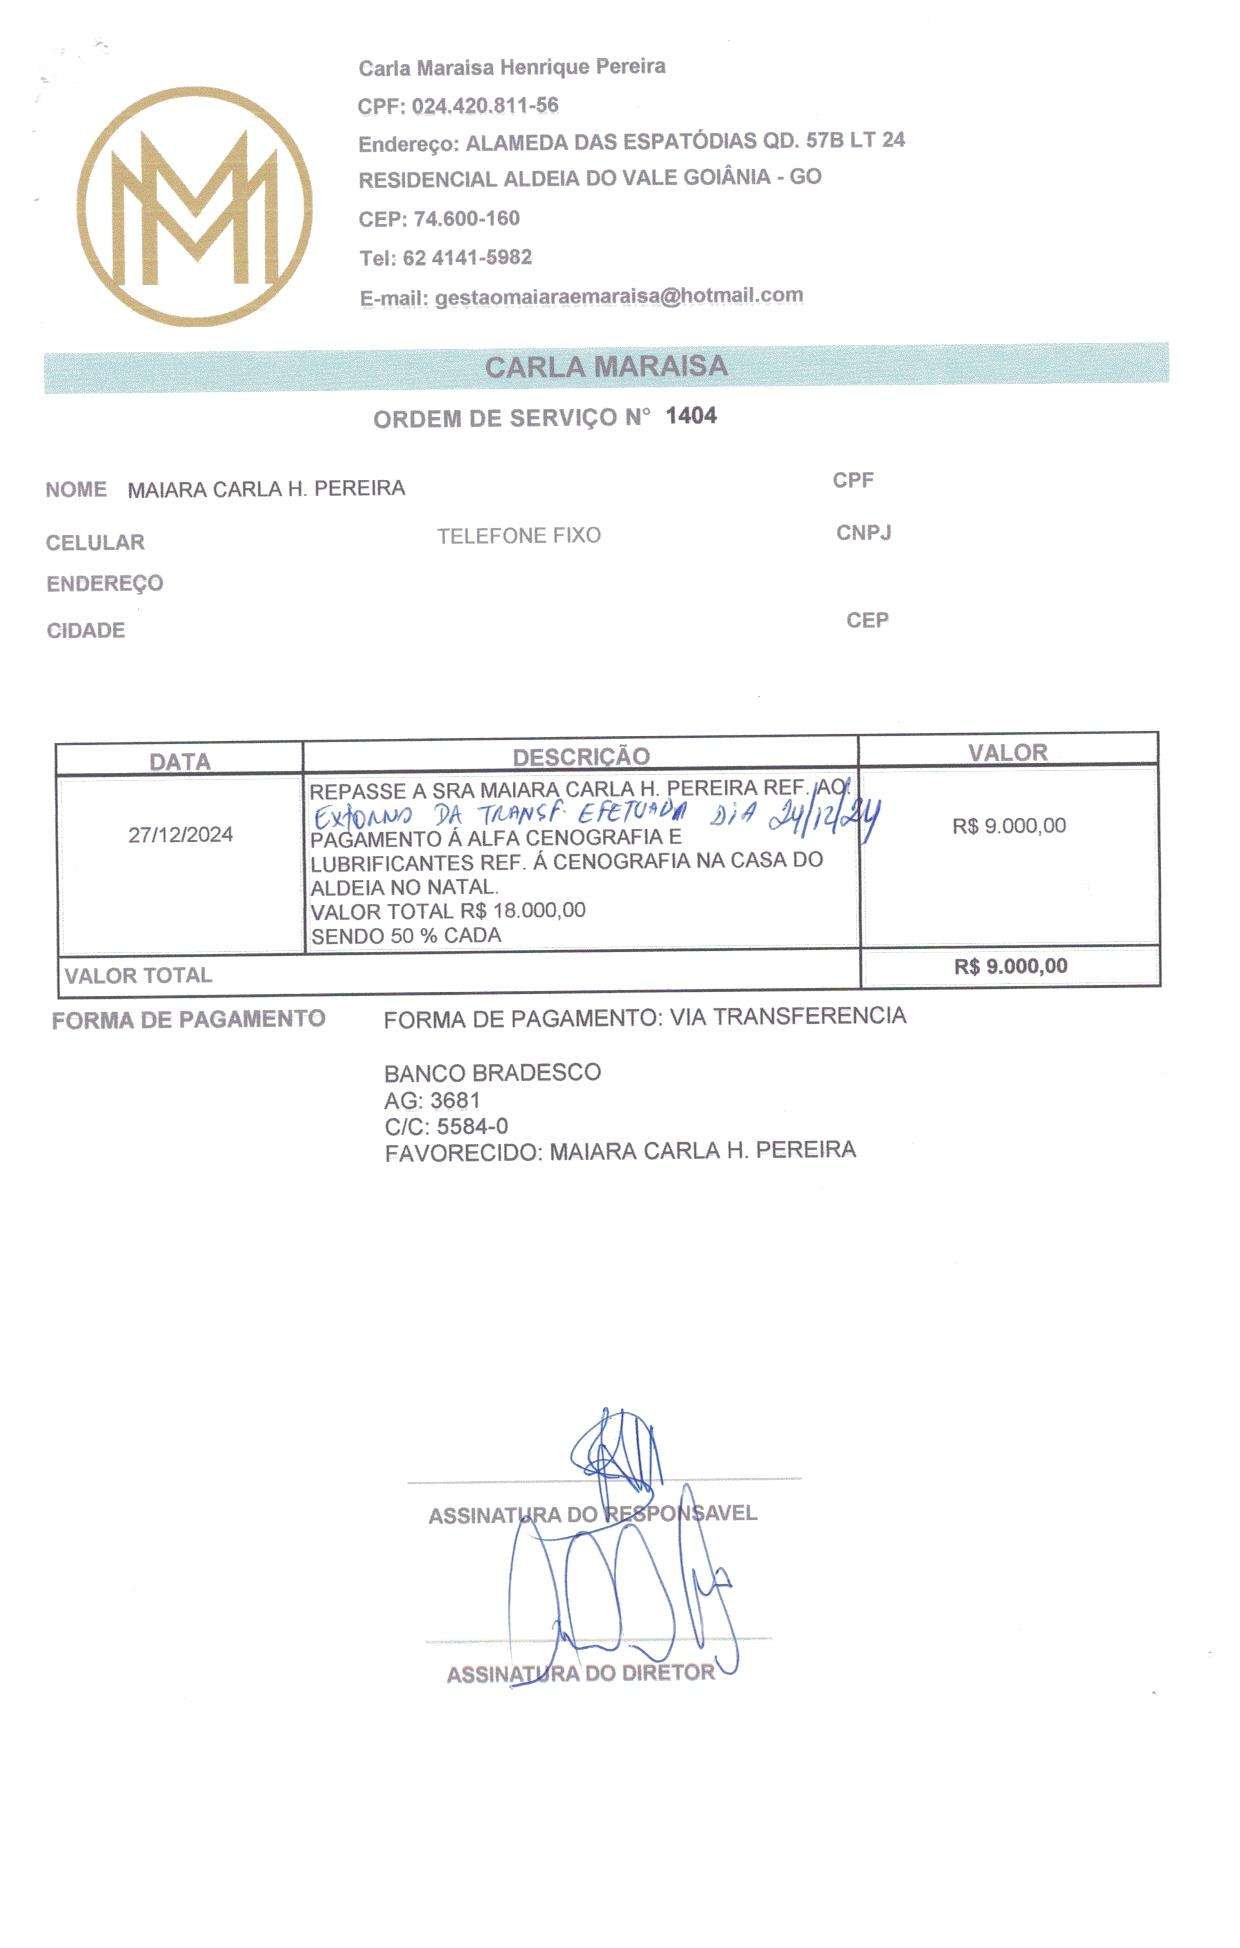 Carla Maraisa Henrique Pereira
CPF: 024.420.811-56
Endereço: ALAMEDA DAS ESPATÓDIAS QD. 57B LT 24
RESIDENCIAL ALDEIA DO VALE GOIÂNIA - GO
CEP: 74.600-160
Tel: 62 4141-5982
E-mail: gestaomaiaraemaraisa@hotmail.com
CARLA MARAISA
ORDEM DE SERVIÇO N° 1404
NOME MAIARA CARLA H. PEREIRA CPF
CELULAR TELEFONE FIXO CNPJ
ENDEREÇO
CIDADE CEP
DATA DESCRIÇÃO VALOR
REPASSE A SRA MAIARA CARLA H. PEREIRA REF. AO
EXTORNO DA TRANSF. EFETUADA DIA 24/12/24
27/12/2024 PAGAMENTO Á ALFA CENOGRAFIA E R$ 9.000,00
LUBRIFICANTES REF. Á CENOGRAFIA NA CASA DO
ALDEIA NO NATAL.
VALOR TOTAL R$ 18.000,00
SENDO 50 % CADA
VALOR TOTAL R$ 9.000,00
FORMA DE PAGAMENTO FORMA DE PAGAMENTO: VIA TRANSFERENCIA
BANCO BRADESCO
AG: 3681
C/C: 5584-0
FAVORECIDO: MAIARA CARLA H. PEREIRA
ASSINATURA DO RESPONSAVEL
ASSINATURA DO DIRETOR